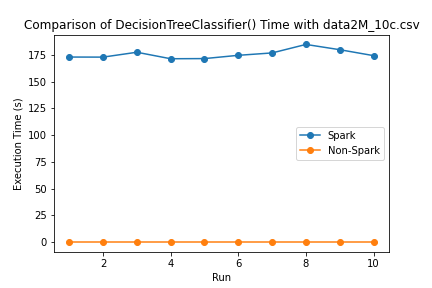 Comparison of DecisionTreeClassifier() Time with data2M_10c.csv
175
150
125
100
75
50
25
0
Execution Time (s)
Spark
Non-Spark
2
4
6
8
10
Run